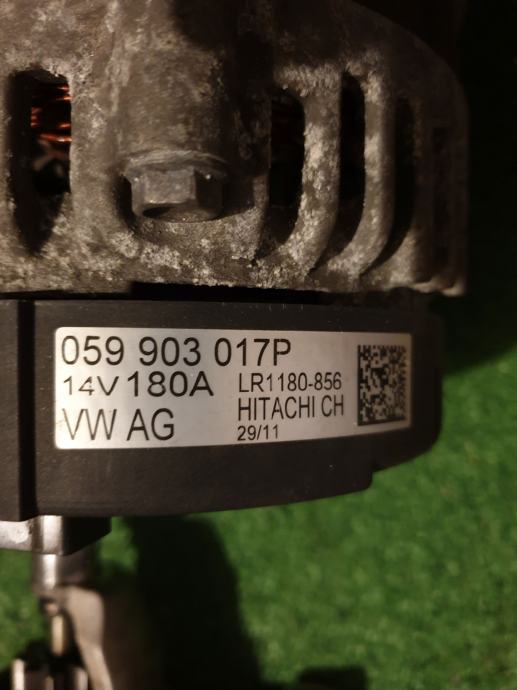 059 903 017P
14V 180A LR1180-856
VW AG HITACHI CH
29/11